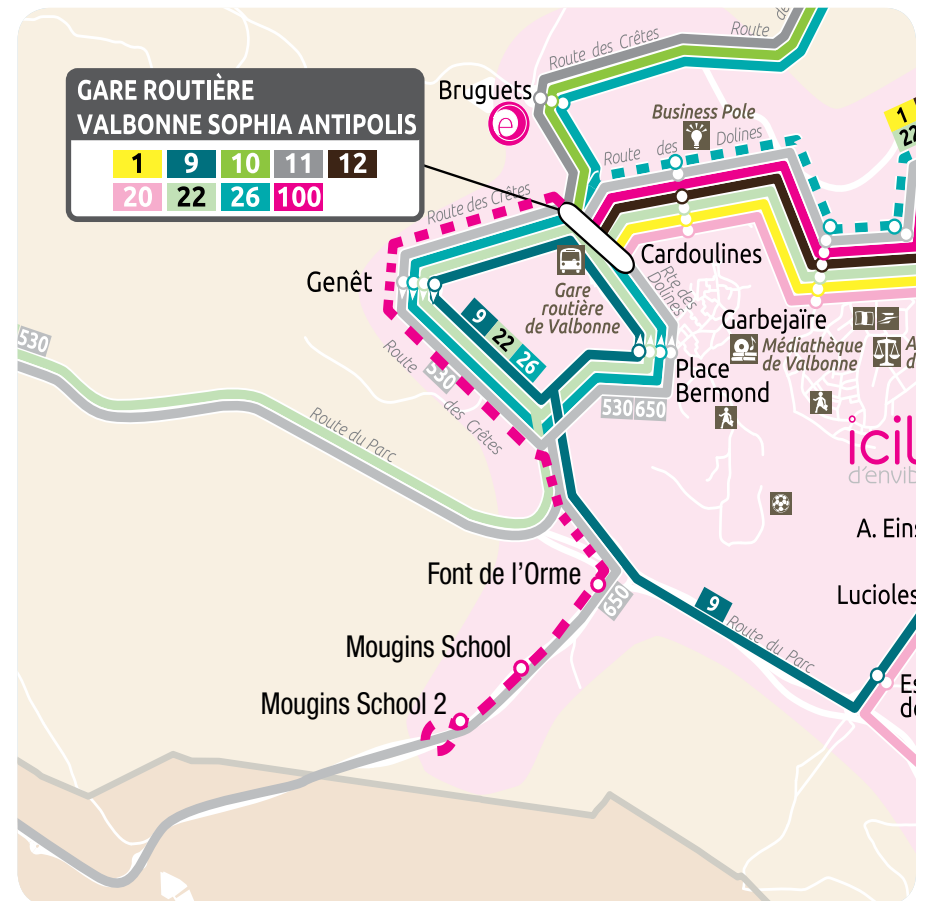 Route des Crêtes
Route
de
Bruguets
e
GARE ROUTIÈRE
VALBONNE SOPHIA ANTIPOLIS
1 9 10 11 12
20 22 26 100
Business Pole
Route des Dolines
1
22
Route des Crêtes
Genêt
Cardoulines
Rte des
Dolines
Gare
routière
de Valbonne
9 22 26
Garbejaïre
Médiathèque
de Valbonne
A
d
530
Route
530
des Crêtes
Place
Bermond
530 650
Route du Parc
icil
d'envib
A. Eins
Font de l'Orme
650
Lucioles
9
Route du Parc
Mougins School
Mougins School 2
Es
de